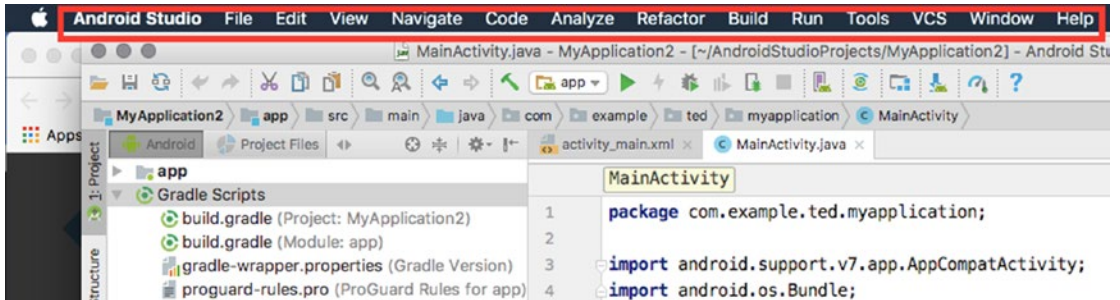 Android Studio File Edit View Navigate Code Analyze Refactor Build Run Tools VCS Window Help
MainActivity.java - MyApplication2 - [~/AndroidStudioProjects/MyApplication2] - Android Stu
app
MyApplication2 app src main java com example ted myapplication MainActivity
Apps
1: Project
Android Project Files
activity_main.xml MainActivity.java
app
MainActivity
Gradle Scripts
build.gradle (Project: MyApplication2)
1 package com.example.ted.myapplication;
build.gradle (Module: app)
2
gradle-wrapper.properties (Gradle Version)
3 import android.support.v7.app.AppCompatActivity;
proguard-rules.pro (ProGuard Rules for app)
4 import android.os.Bundle;